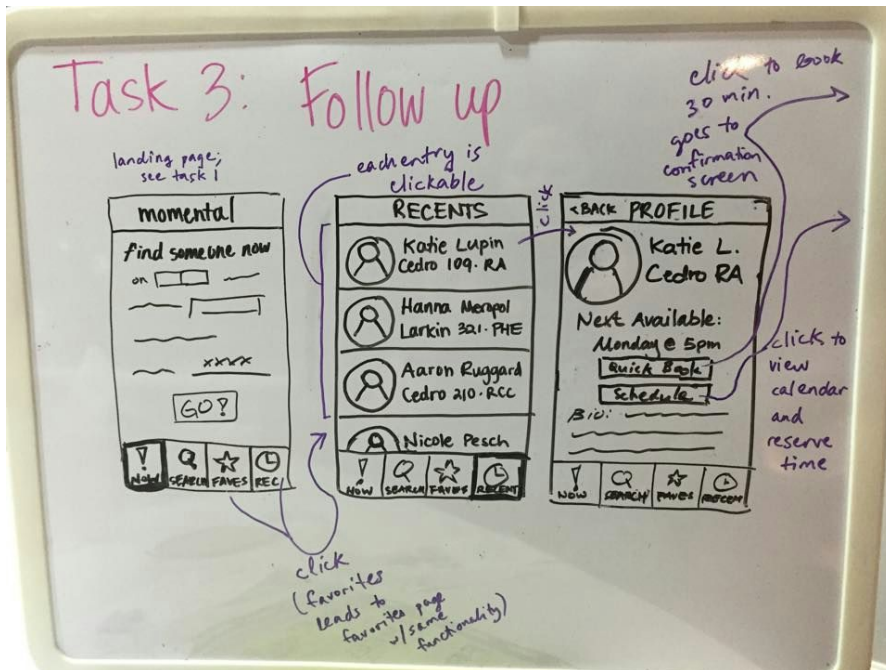 Task 3: Follow up
landing page;
see task 1
each entry is
clickable
click to book
30 min.
goes to
confirmation
screen
momental
find someone now
on
xxxx
GO!
! NOW
SEARCH
FAVES
REC
RECENTS
Katie Lupin
Cedro 109. RA
Hanna Meropol
Larkin 321. PHE
Aaron Ruggard
Cedro 210. RCC
Nicole Pesch
! NOW
SEARCH
FAVES
RECENT
click
<BACK PROFILE
Katie L.
Cedro RA
Next Available:
Monday @ 5pm
Quick Book
Schedule
Bio:
! NOW
SEARCH
FAVES
RECEN
click to
view
calendar
and
reserve
time
click
(favorites
leads to
favorites page
w/same
functionality)